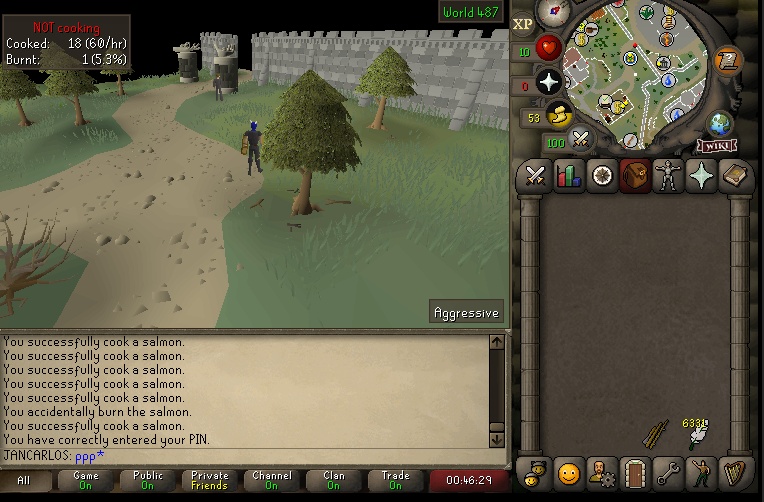 World 487
NOT cooking
Cooked: 18 (60/hr)
Burnt: 1 (5.3%)
XP
10
0
53
100
WIKI
Aggressive
You successfully cook a salmon.
You successfully cook a salmon.
You successfully cook a salmon.
You successfully cook a salmon.
You successfully cook a salmon.
You accidentally burn the salmon.
You successfully cook a salmon.
You have correctly entered your PIN.
JANCARLOS: ppp*
6331
All
Game
On
Public
On
Private
Friends
Channel
On
Clan
On
Trade
On
00:46:29